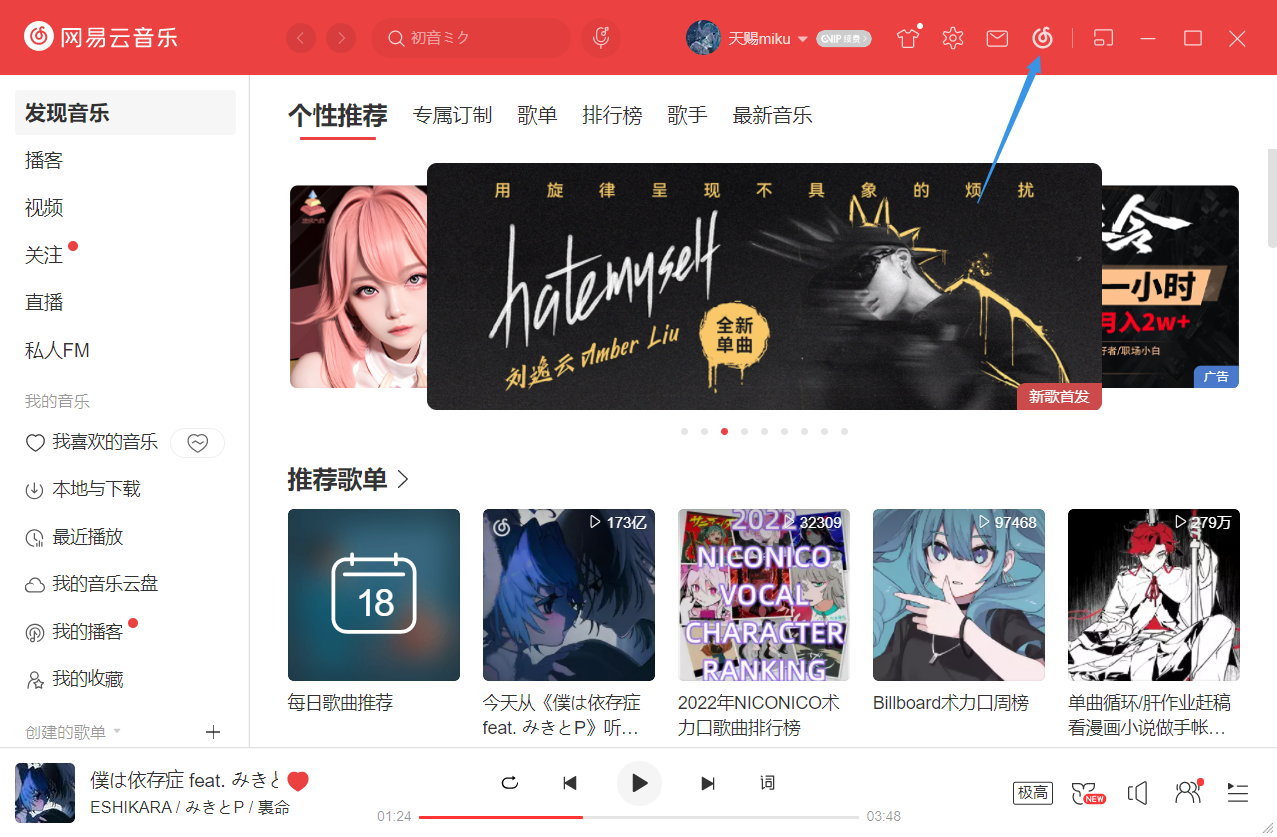 网易云音乐
初音ミク
天赐miku
CVIP 续费
发现音乐
播客
视频
关注
直播
私人FM
我的音乐
我喜欢的音乐
本地与下载
最近播放
我的音乐云盘
我的播客
我的收藏
创建的歌单
个性推荐 专属订制 歌单 排行榜 歌手 最新音乐
用旋律呈现不具象的烦扰
hatemyself
刘逸云 Amber Liu
全新
单曲
新歌首发
一小时
月入2w+
好者/职场小白
广告
推荐歌单
18
每日歌曲推荐
173亿
今天从《僕は依存症
feat. みきとP》听…
32309
2022
NICONICO
VOCAL
CHARACTER
RANKING
2022年NICONICO术
力口歌曲排行榜
97468
Billboard术力口周榜
279万
单曲循环/肝作业赶稿
看漫画小说做手帐…
僕は依存症 feat. みきと
ESHIKARA / みきとP / 裏命
词
01:24
03:48
极高
NEW